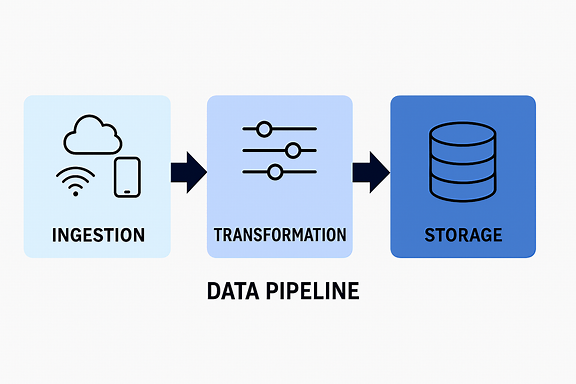 INGESTION
TRANSFORMATION
STORAGE
DATA PIPELINE